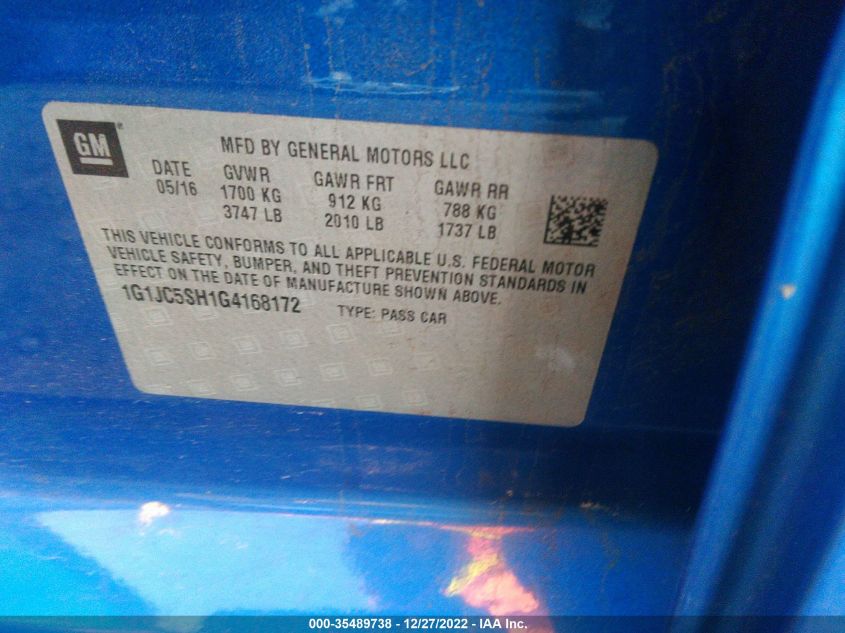 GM
MFD BY GENERAL MOTORS LLC
DATE GVWR GAWR FRT GAWR RR
05/16 1700 KG 912 KG 788 KG
3747 LB 2010 LB 1737 LB
THIS VEHICLE CONFORMS TO ALL APPLICABLE U.S. FEDERAL MOTOR
VEHICLE SAFETY, BUMPER, AND THEFT PREVENTION STANDARDS IN
EFFECT ON THE DATE OF MANUFACTURE SHOWN ABOVE.
1G1JC5SH1G4168172 TYPE: PASS CAR
000-35489738 - 12/27/2022 - IAA Inc.